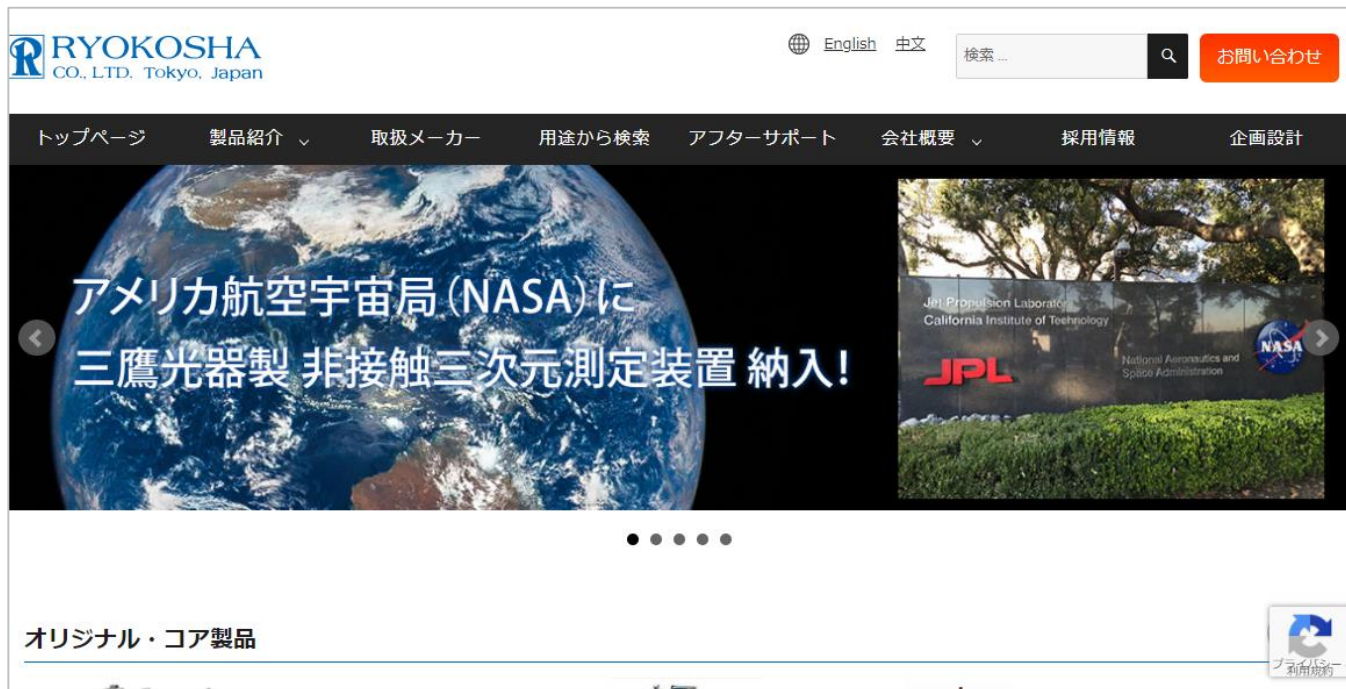 RYOKOSHA
CO., LTD. Tokyo, Japan
English 中文
検索 ...
お問い合わせ
トップページ 製品紹介 取扱メーカー 用途から検索 アフターサポート 会社概要 採用情報 企画設計
アメリカ航空宇宙局(NASA)に
三鷹光器製 非接触三次元測定装置 納入!
Jet Propulsion Laboratory
California Institute of Technology
JPL
National Aeronautics and
Space Administration
NASA
オリジナル・コア製品
プライバシー
利用規約